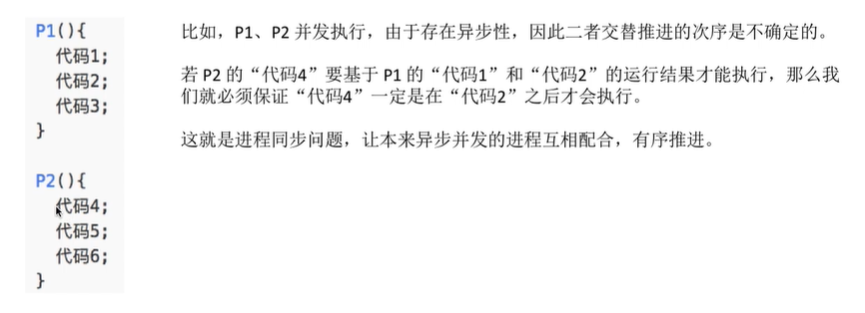 P1(){
代码1;
代码2;
代码3;
}
P2(){
代码4;
代码5;
代码6;
}
比如，P1、P2 并发执行，由于存在异步性，因此二者交替推进的次序是不确定的。
若 P2 的“代码4”要基于 P1 的“代码1”和“代码2”的运行结果才能执行，那么我
们就必须保证“代码4”一定是在“代码2”之后才会执行。
这就是进程同步问题，让本来异步并发的进程互相配合，有序推进。